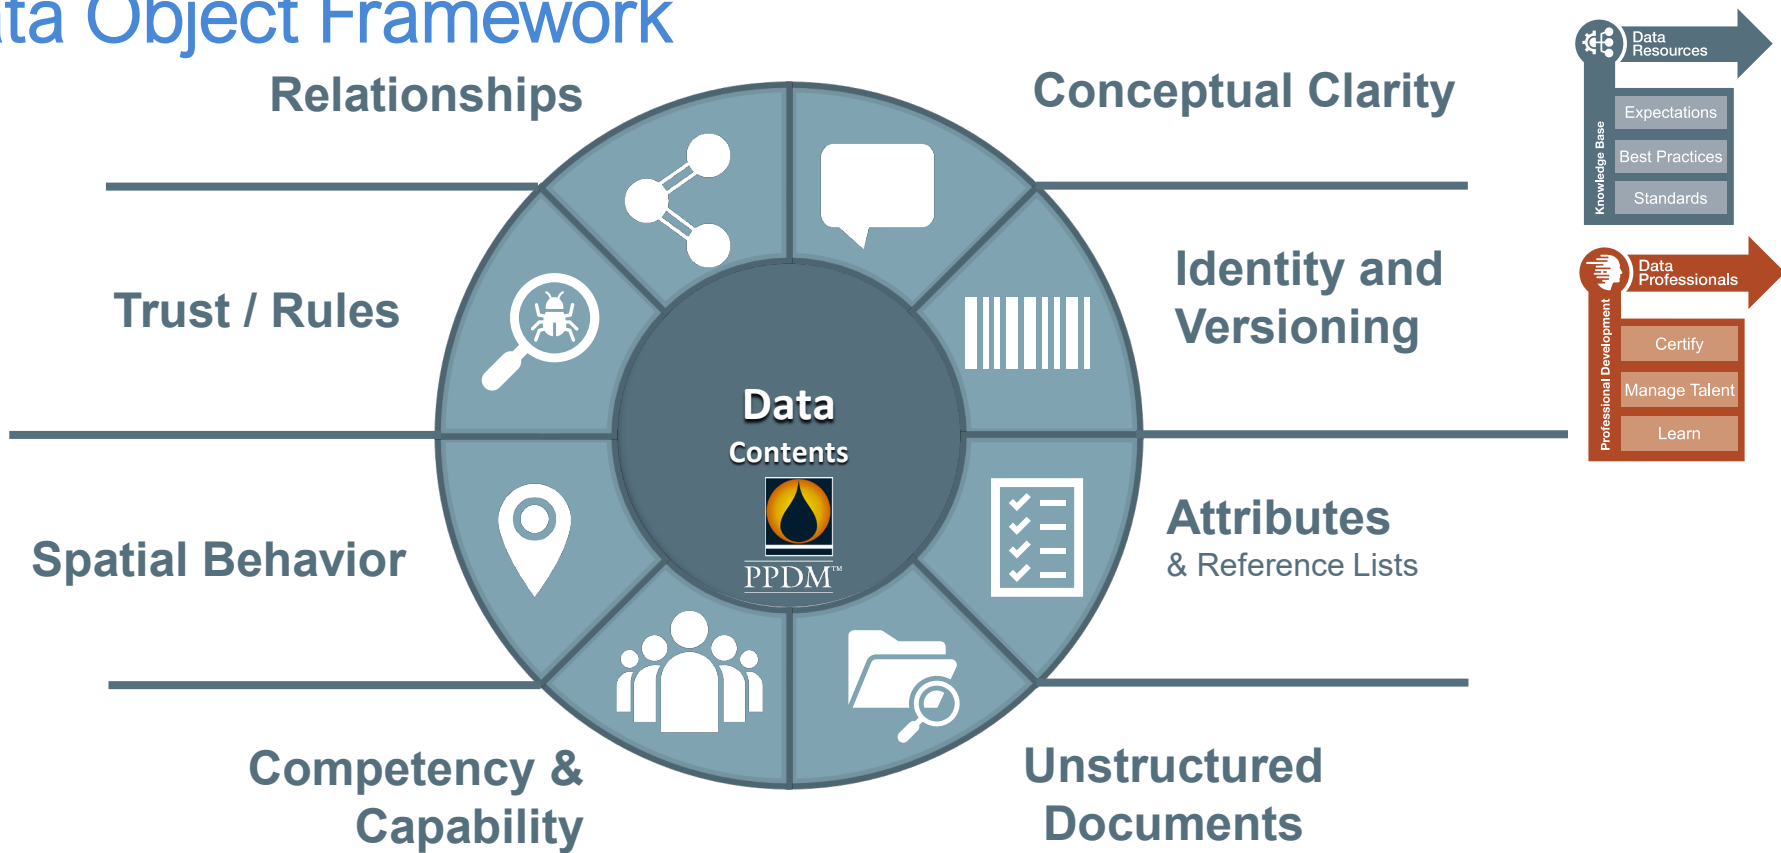 ata Object Framework
Relationships
Conceptual Clarity
Trust / Rules
Identity and
Versioning
Data
Contents
PPDM™
Spatial Behavior
Attributes
& Reference Lists
Competency &
Capability
Unstructured
Documents
Data
Resources
Knowledge Base
Expectations
Best Practices
Standards
Data
Professionals
Professional Development
Certify
Manage Talent
Learn